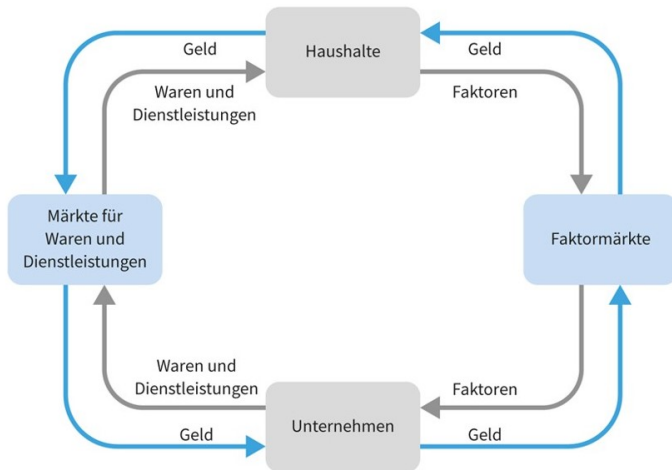 Geld
Haushalte
Geld
Waren und
Dienstleistungen
Faktoren
Märkte für
Waren und
Dienstleistungen
Faktormärkte
Waren und
Dienstleistungen
Faktoren
Geld
Unternehmen
Geld